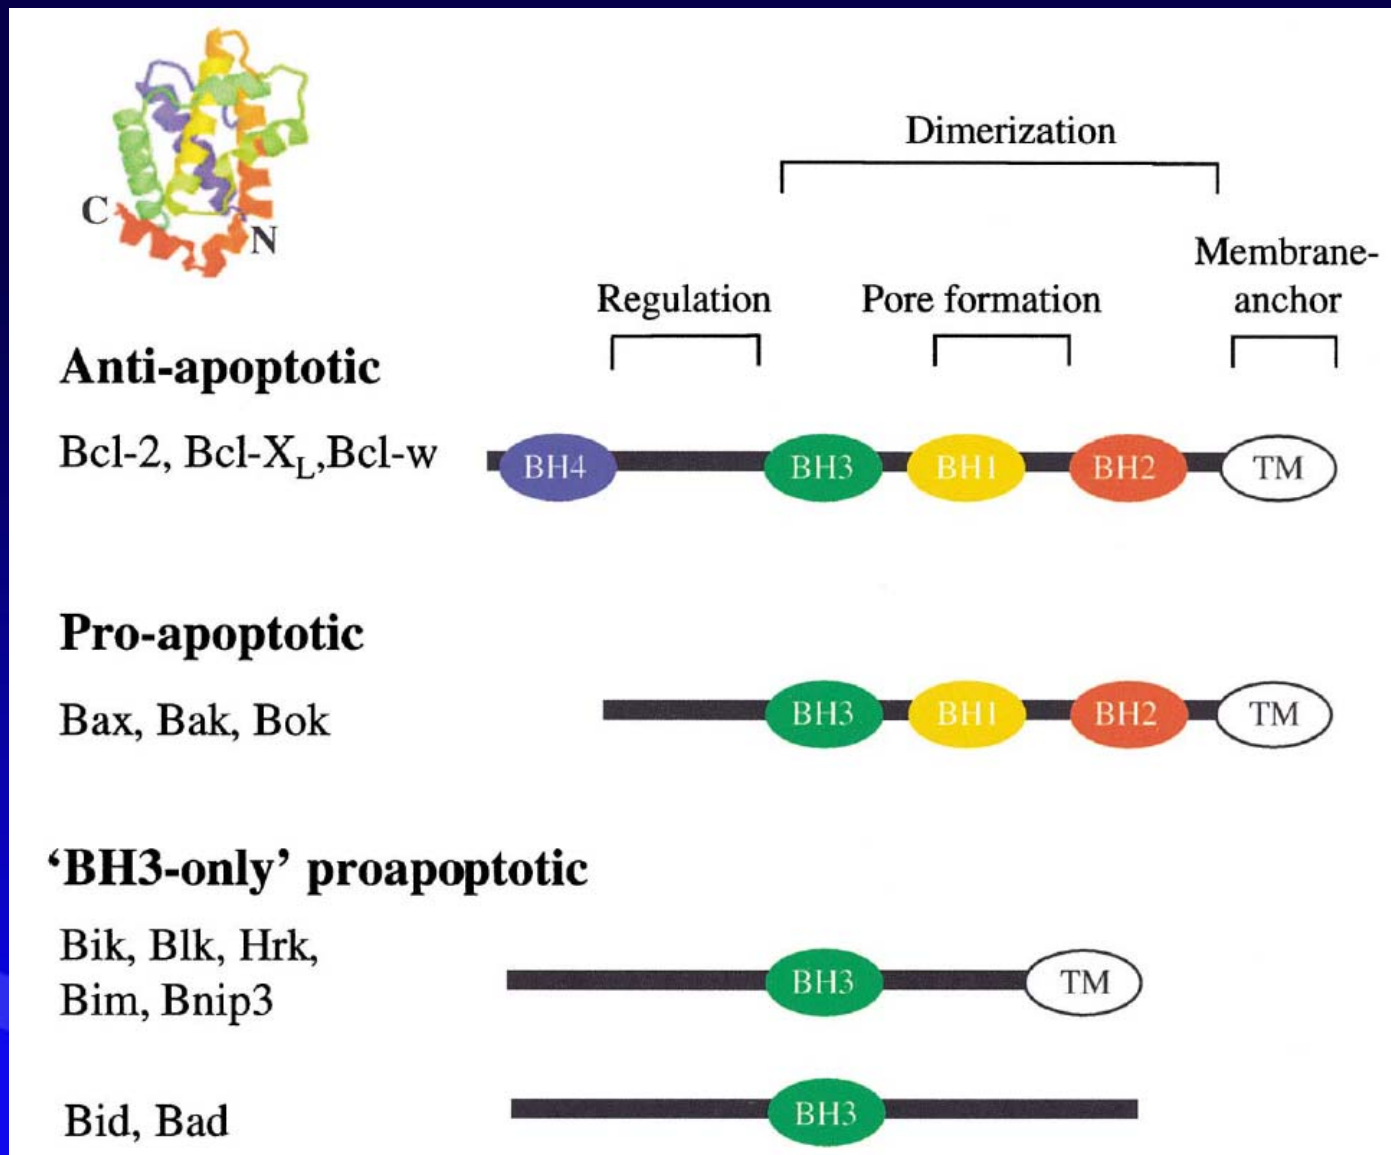 C
N
Dimerization
Regulation
Pore formation
Membrane-
anchor
Anti-apoptotic
Bcl-2, Bcl-X_L,Bcl-w
BH4
BH3
BH1
BH2
TM
Pro-apoptotic
Bax, Bak, Bok
BH3
BH1
BH2
TM
‘BH3-only’ proapoptotic
Bik, Blk, Hrk,
Bim, Bnip3
BH3
TM
Bid, Bad
BH3